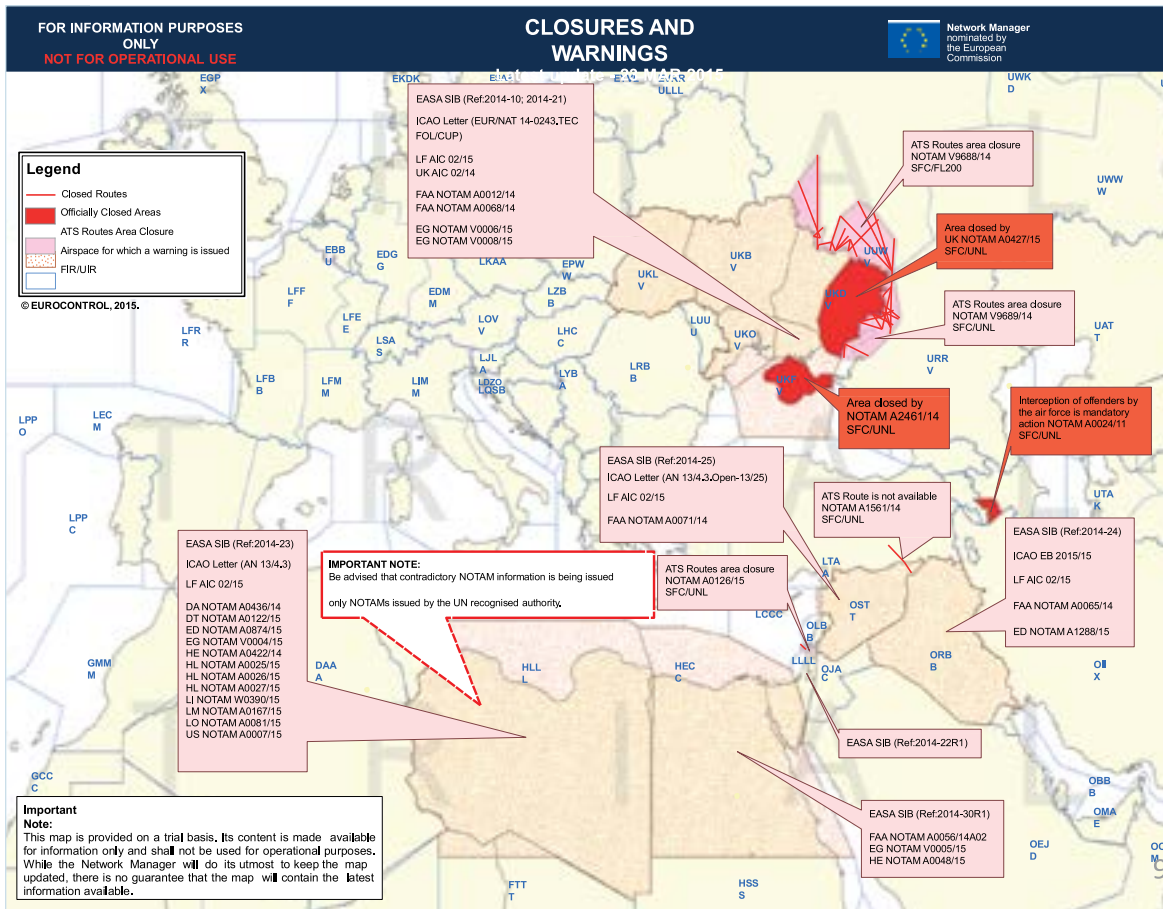 FOR INFORMATION PURPOSES
ONLY
NOT FOR OPERATIONAL USE
CLOSURES AND
WARNINGS
MAR 2015
Network Manager
nominated by
the European
Commission
Legend
Closed Routes
Officially Closed Areas
ATS Routes Area Closure
Airspace for which a warning is issued
FIR/UIR
© EUROCONTROL, 2015.
EASA SIB (Ref:2014-10; 2014-21)
ICAO Letter (EUR/NAT 14-0243.TEC
FOL/CUP)
LF AIC 02/15
UK AIC 02/14
FAA NOTAM A0012/14
FAA NOTAM A0068/14
EG NOTAM V0006/15
EG NOTAM V0008/15
ATS Routes area closure
NOTAM V9688/14
SFC/FL200
Area closed by
UK NOTAM A0427/15
SFC/UNL
ATS Routes area closure
NOTAM V9689/14
SFC/UNL
Area closed by
NOTAM A2461/14
SFC/UNL
Interception of offenders by
the air force is mandatory
action NOTAM A0024/11
SFC/UNL
EASA SIB (Ref:2014-25)
ICAO Letter (AN 13/4.3.Open-13/25)
LF AIC 02/15
FAA NOTAM A0071/14
ATS Route is not available
NOTAM A1561/14
SFC/UNL
EASA SIB (Ref:2014-24)
ICAO EB 2015/15
LF AIC 02/15
FAA NOTAM A0065/14
ED NOTAM A1288/15
ATS Routes area closure
NOTAM A0126/15
SFC/UNL
EASA SIB (Ref:2014-23)
ICAO Letter (AN 13/4.3)
LF AIC 02/15
DA NOTAM A0436/14
DT NOTAM A0122/15
ED NOTAM A0874/15
EG NOTAM V0004/15
HE NOTAM A0422/14
HL NOTAM A0025/15
HL NOTAM A0026/15
HL NOTAM A0027/15
LJ NOTAM W0390/15
LM NOTAM A0167/15
LO NOTAM A0081/15
US NOTAM A0007/15
IMPORTANT NOTE:
Be advised that contradictory NOTAM information is being issued
only NOTAMs issued by the UN recognised authority.
EASA SIB (Ref:2014-22R1)
EASA SIB (Ref:2014-30R1)
FAA NOTAM A0056/14A02
EG NOTAM V0005/15
HE NOTAM A0048/15
Important
Note:
This map is provided on a trial basis. Its content is made available
for information only and shall not be used for operational purposes.
While the Network Manager will do its utmost to keep the map
updated, there is no guarantee that the map will contain the latest
information available.
EGP
X
EKDK
ULLL
UWK
D
UWW
W
EBB
U
EDG
G
LKAA
EPW
W
UKL
V
UKB
V
UUW
V
LFF
F
EDM
M
LZB
B
LFE
E
LOV
V
LHC
C
LUU
U
UKO
V
LFR
R
LSA
S
LJL
A
LDZO
LQSB
LYB
A
LRB
B
URR
V
UAT
T
LFB
B
LFM
M
LIM
M
LPP
O
LEC
M
LPP
C
UTA
K
LTA
A
LCCC
OST
T
OLB
B
LLLL
OJA
C
ORB
B
OII
X
GMM
M
DAA
A
HLL
L
HEC
C
GCC
C
OBB
B
OMA
E
OEJ
D
FTT
T
HSS
S
9